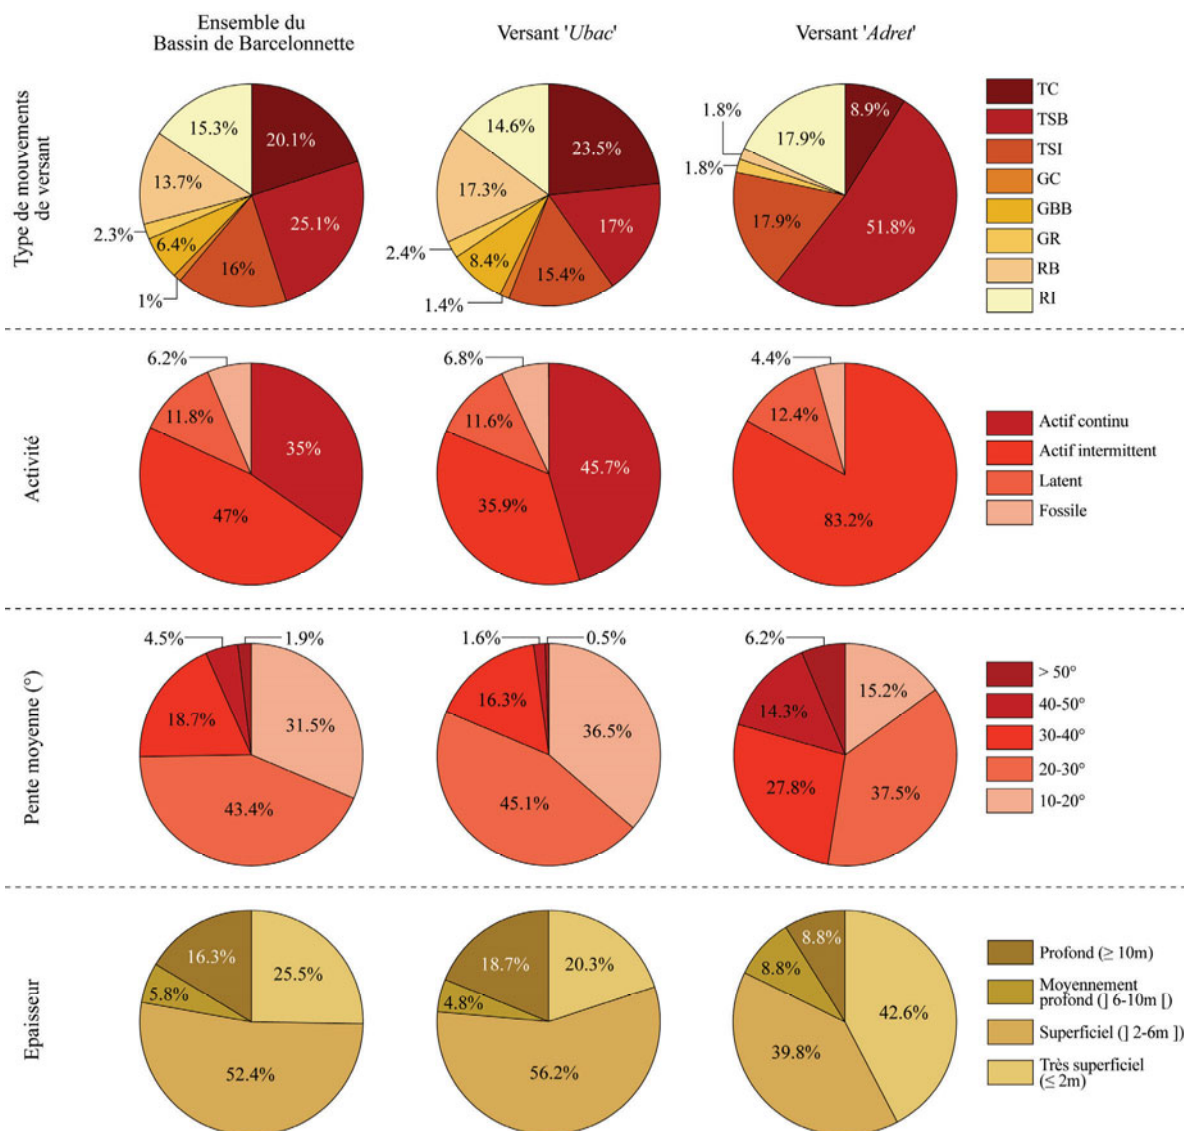 Ensemble du
Bassin de Barcelonnette
Versant 'Ubac'
Versant 'Adret'
Type de mouvements
de versant
15.3%
20.1%
13.7%
25.1%
2.3%
6.4%
16%
1%
14.6%
23.5%
17.3%
17%
2.4%
8.4%
15.4%
1.4%
1.8%
8.9%
17.9%
1.8%
17.9%
51.8%
TC
TSB
TSI
GC
GBB
GR
RB
RI
Activité
6.2%
11.8%
35%
47%
6.8%
11.6%
45.7%
35.9%
4.4%
12.4%
83.2%
Actif continu
Actif intermittent
Latent
Fossile
Pente moyenne (°)
4.5%
1.9%
18.7%
31.5%
43.4%
1.6%
0.5%
16.3%
36.5%
45.1%
6.2%
15.2%
14.3%
27.8%
37.5%
> 50°
40-50°
30-40°
20-30°
10-20°
Epaisseur
16.3%
25.5%
5.8%
52.4%
18.7%
20.3%
4.8%
56.2%
8.8%
8.8%
42.6%
39.8%
Profond (≥ 10m)
Moyennement
profond (] 6-10m [)
Superficiel (] 2-6m ])
Très superficiel
(≤ 2m)